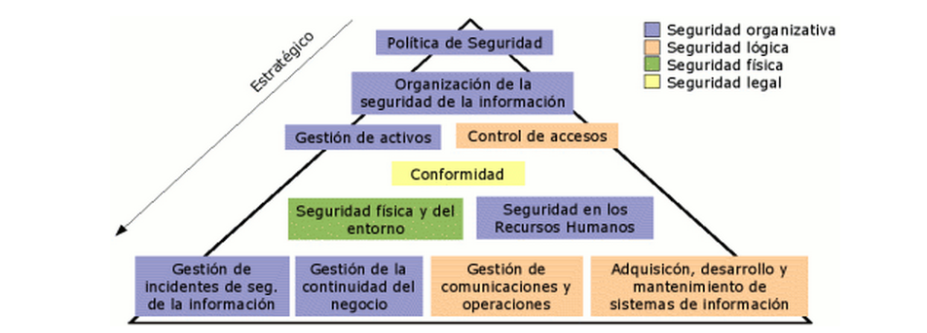 Estratégico
Política de Seguridad
Seguridad organizativa
Seguridad lógica
Seguridad física
Seguridad legal
Organización de la
seguridad de la información
Gestión de activos
Control de accesos
Conformidad
Seguridad física y del
entorno
Seguridad en los
Recursos Humanos
Gestión de
incidentes de seg.
de la información
Gestión de la
continuidad del
negocio
Gestión de
comunicaciones y
operaciones
Adquisicón, desarrollo y
mantenimiento de
sistemas de información